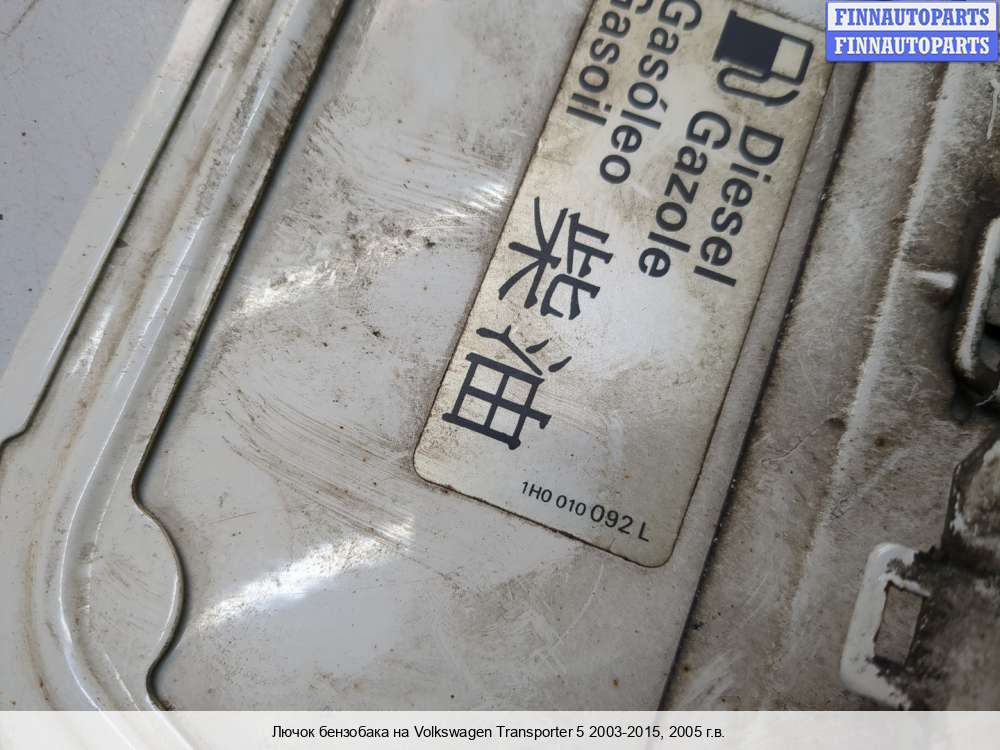 FINNAUTOPARTS
FINNAUTOPARTS
Diesel
Gazole
Gasóleo
Gasoil
柴油
1H0 010 092 L
Лючок бензобака на Volkswagen Transporter 5 2003-2015, 2005 г.в.